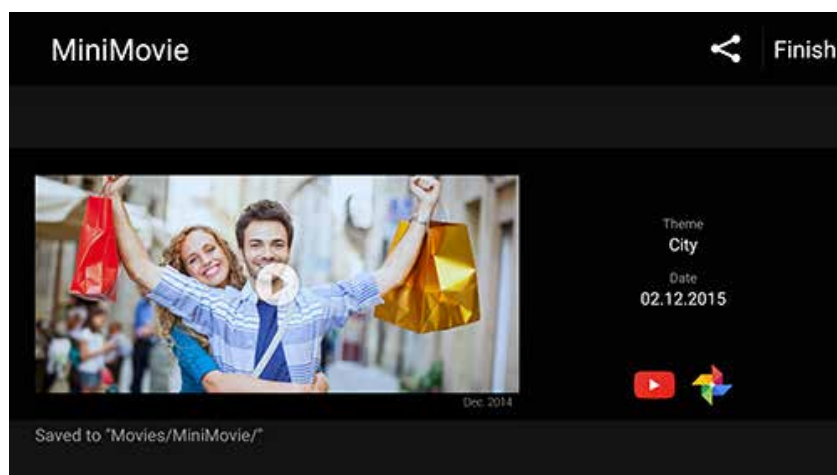 MiniMovie
Finish
Theme
City
Date
02.12.2015
Dec. 2014
Saved to "Movies/MiniMovie/"